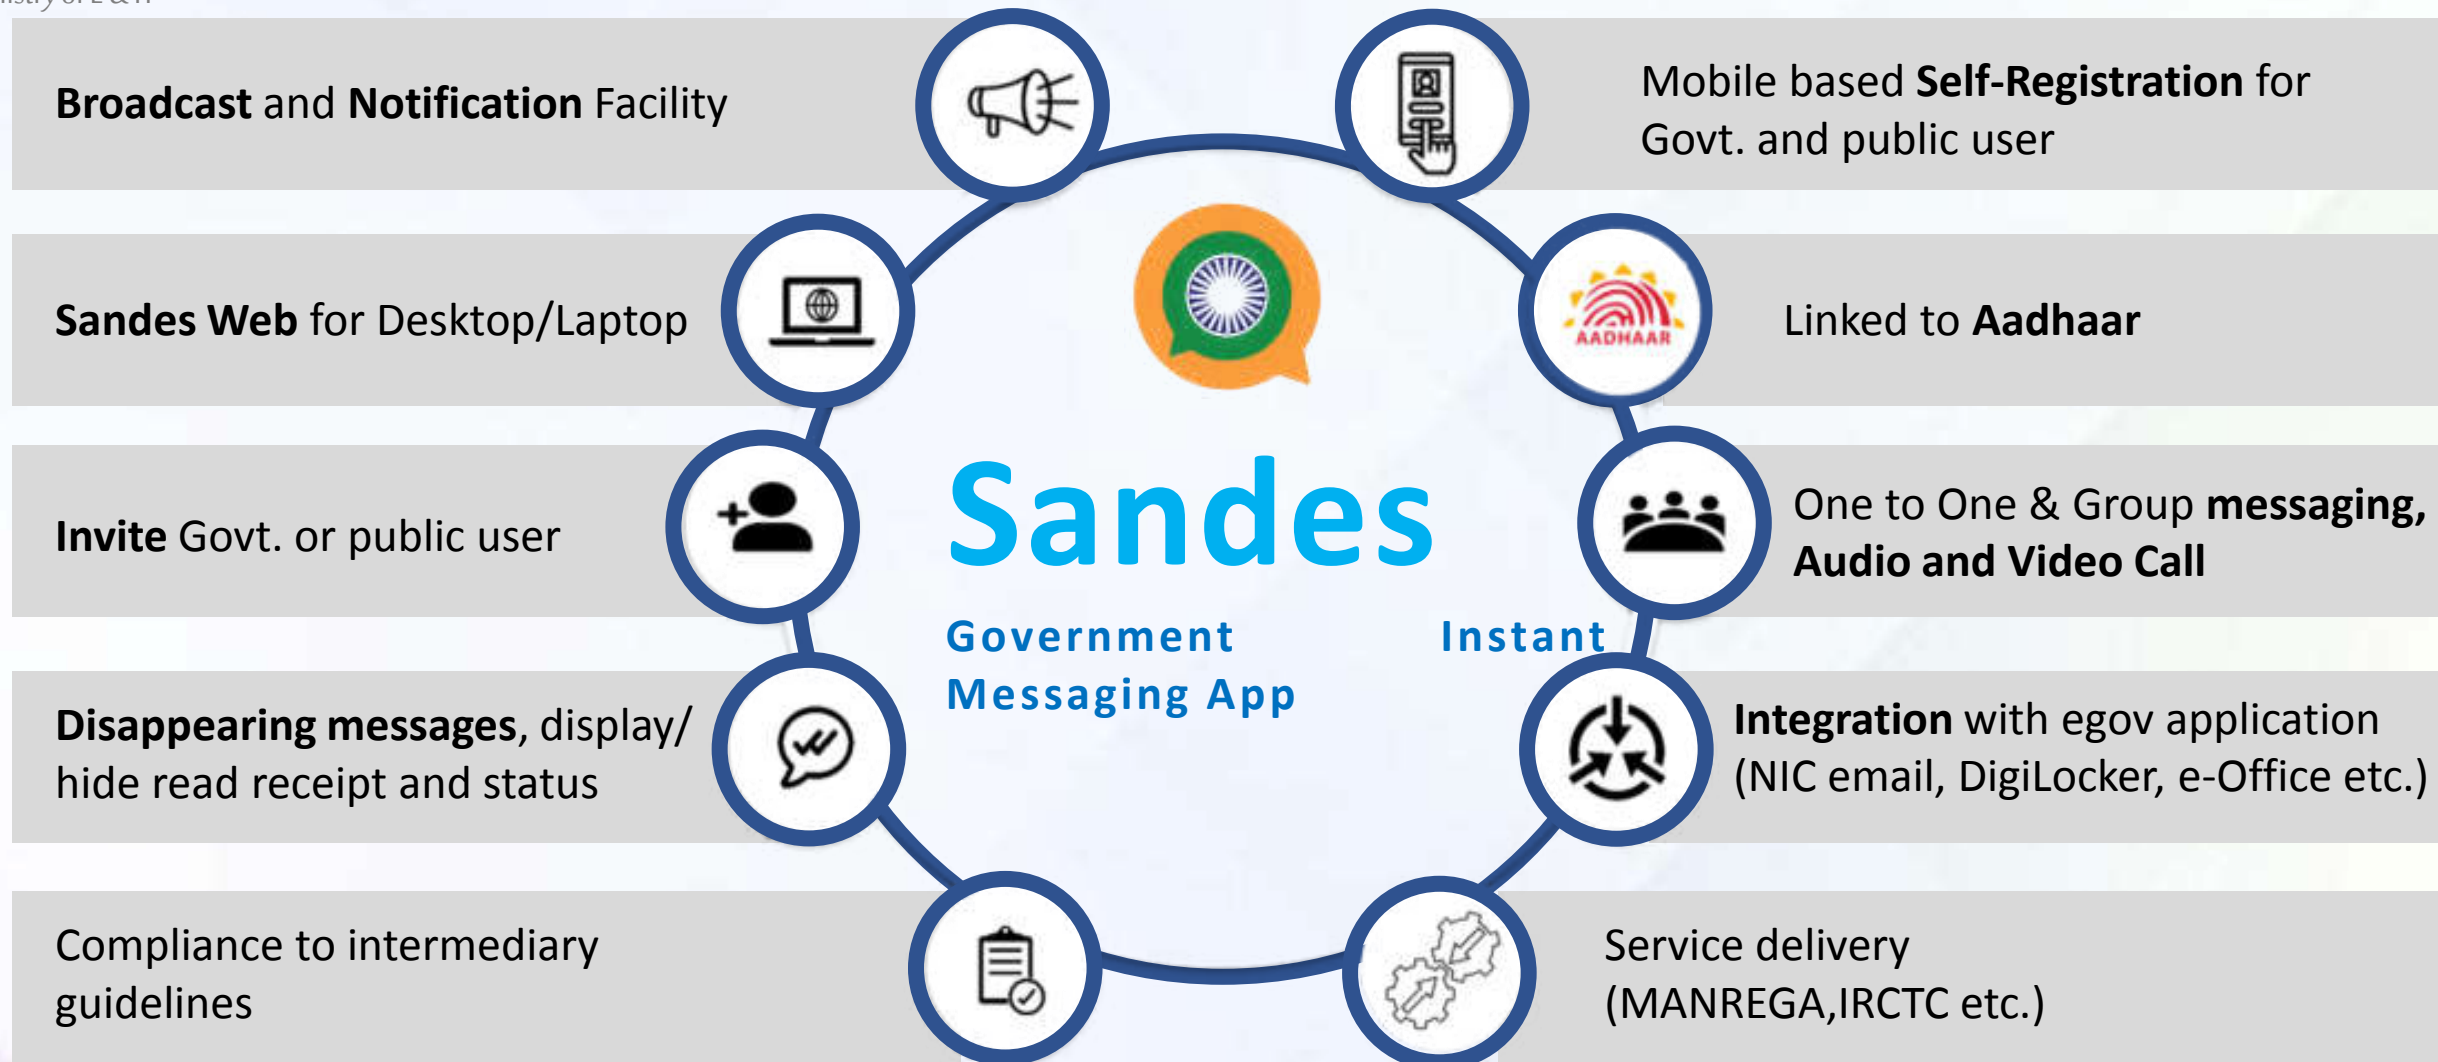 Broadcast and Notification Facility
Sandes Web for Desktop/Laptop
Invite Govt. or public user
Disappearing messages, display/
hide read receipt and status
Compliance to intermediary
guidelines
Sandes
Government Instant
Messaging App
Mobile based Self-Registration for
Govt. and public user
AADHAAR
Linked to Aadhaar
One to One & Group messaging,
Audio and Video Call
Integration with egov application
(NIC email, DigiLocker, e-Office etc.)
Service delivery
(MANREGA,IRCTC etc.)